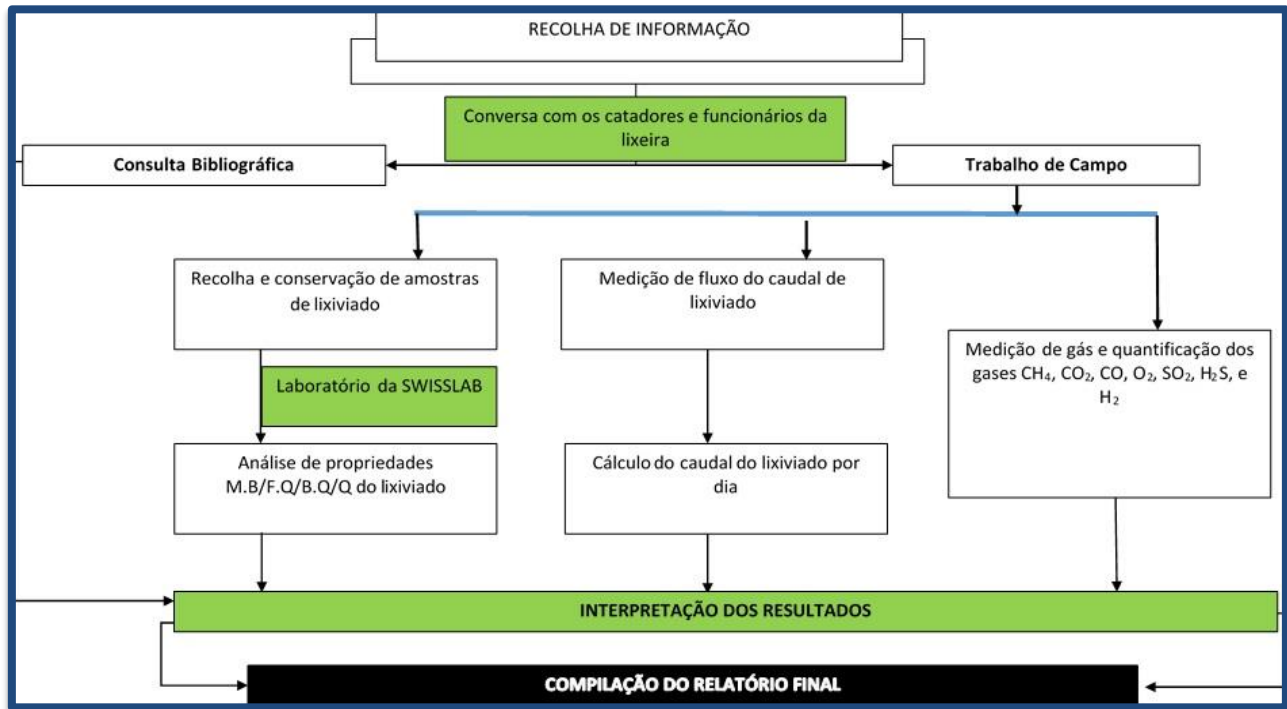 RECOLHA DE INFORMAÇÃO
Conversa com os catadores e funcionários da
lixeira
Consulta Bibliográfica
Trabalho de Campo
Recolha e conservação de amostras
de lixiviado
Medição de fluxo do caudal de
lixiviado
Medição de gás e quantificação dos
gases CH₄, CO₂, CO, O₂, SO₂, H₂S, e
H₂
Laboratório da SWISSLAB
Análise de propriedades
M.B/F.Q/B.Q/Q do lixiviado
Cálculo do caudal do lixiviado por
dia
INTERPRETAÇÃO DOS RESULTADOS
COMPILAÇÃO DO RELATÓRIO FINAL